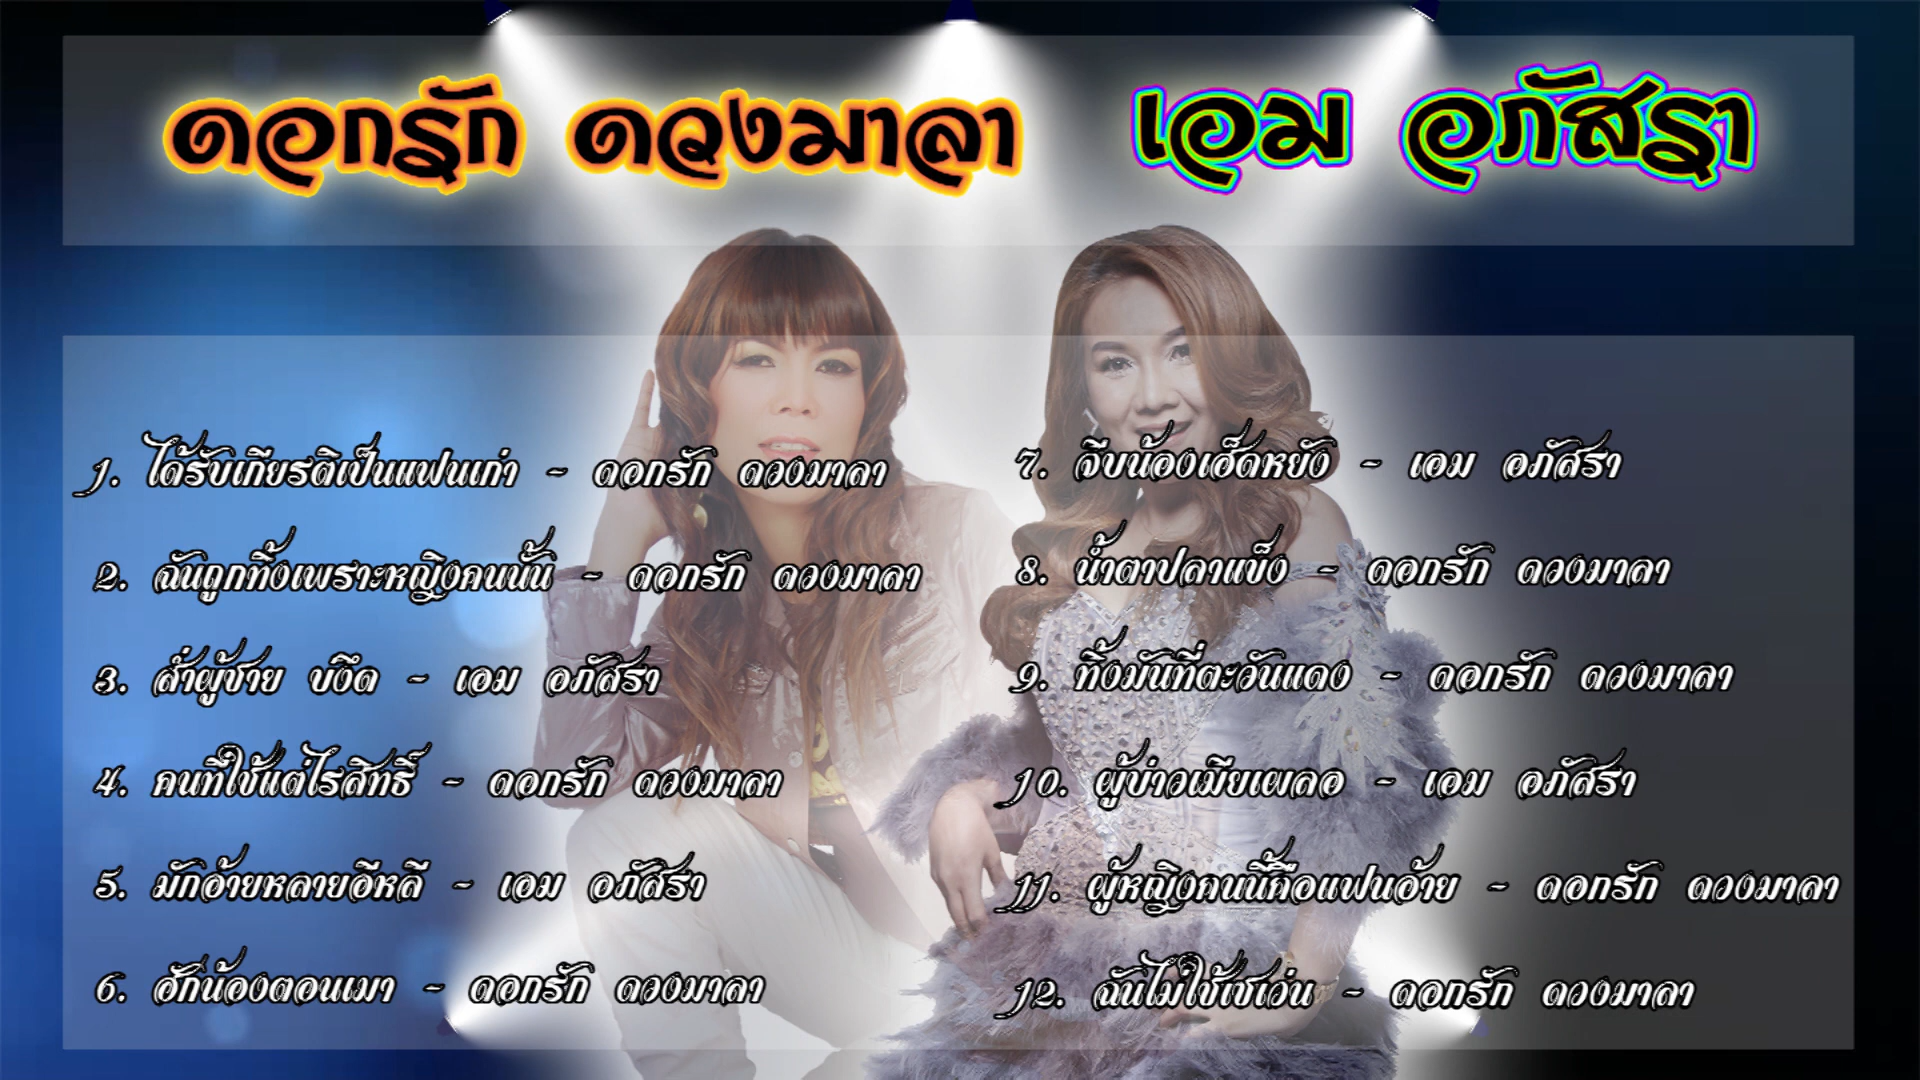 ดอกรัก ดวงมาลา เอม อภัสรา
1. ได้รับเกียรติเป็นแฟนเก่า - ดอกรัก ดวงมาลา
2. ฉันถูกทิ้งเพราะหญิงคนนั้น - ดอกรัก ดวงมาลา
3. ส่ำผู้ชาย บ่งึด - เอม อภัสรา
4. คนที่ใช้แต่ไร้สิทธิ์ - ดอกรัก ดวงมาลา
5. มักอ้ายหลายอีหลี - เอม อภัสรา
6. ฮักน้องตอนเมา - ดอกรัก ดวงมาลา
7. จีบน้องเฮ็ดหยัง - เอม อภัสรา
8. น้ำตาปลาแข็ง - ดอกรัก ดวงมาลา
9. ทิ้งมันที่ตะวันแดง - ดอกรัก ดวงมาลา
10. ผู้บ่าวเมียเผลอ - เอม อภัสรา
11. ผู้หญิงคนนี้คือแฟนอ้าย - ดอกรัก ดวงมาลา
12. ฉันไม่ใช้เซเว่น - ดอกรัก ดวงมาลา